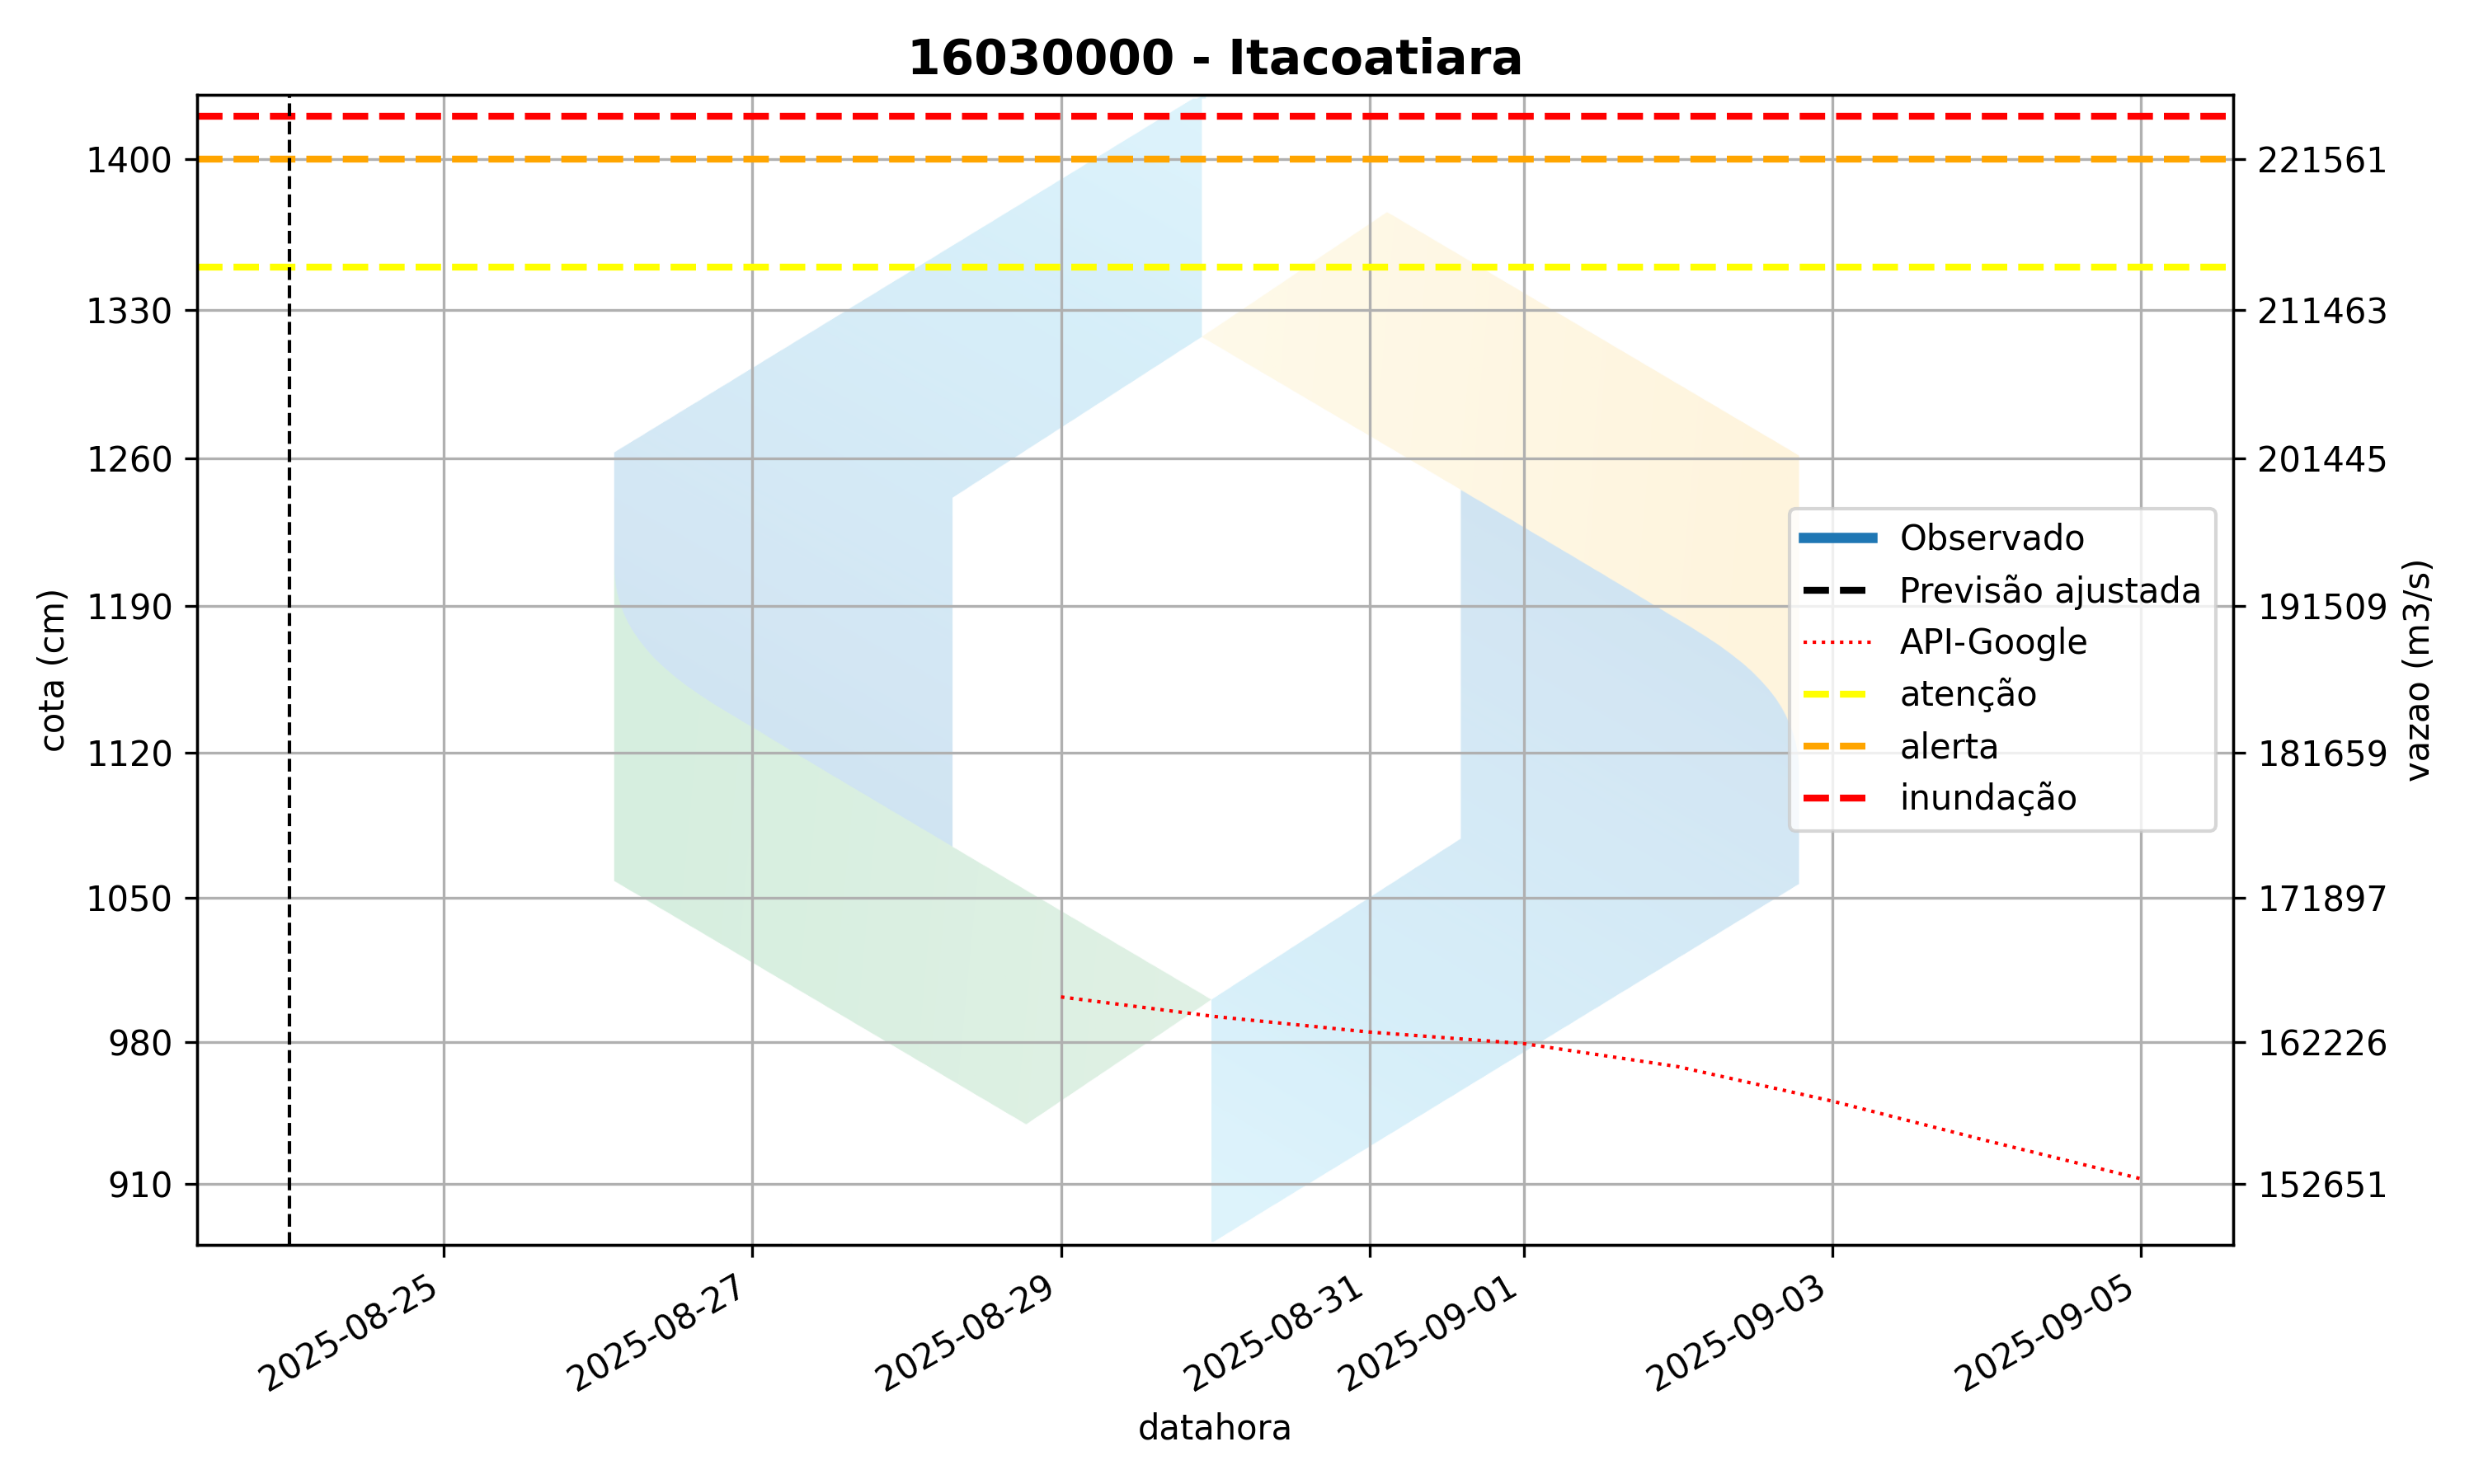 16030000 - Itacoatiara
1400
1330
1260
1190
1120
1050
980
910
cota (cm)
221561
211463
201445
191509
181659
171897
162226
152651
vazao (m3/s)
Observado
Previsão ajustada
API-Google
atenção
alerta
inundação
2025-08-25
2025-08-27
2025-08-29
2025-08-31
2025-09-01
2025-09-03
2025-09-05
datahora